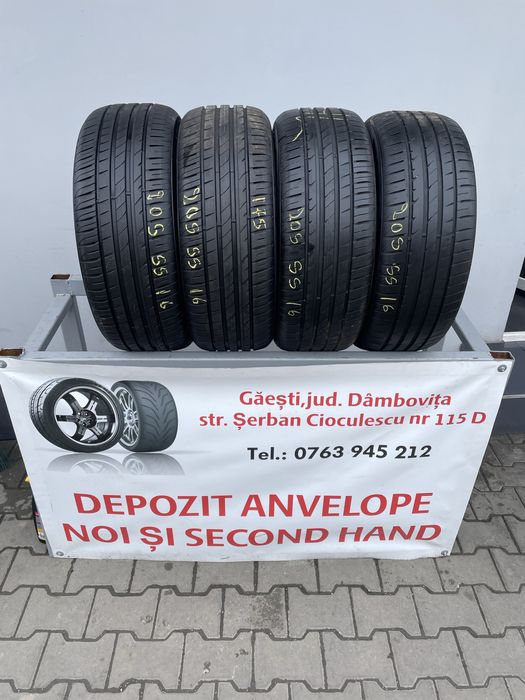 205 55 16
205 55 16
175
205 55 16
205 55 16
Găești,jud. Dâmbovița
str. Șerban Cioculescu nr 115 D
Tel.: 0763 945 212
DEPOZIT ANVELOPE
NOI ȘI SECOND HAND